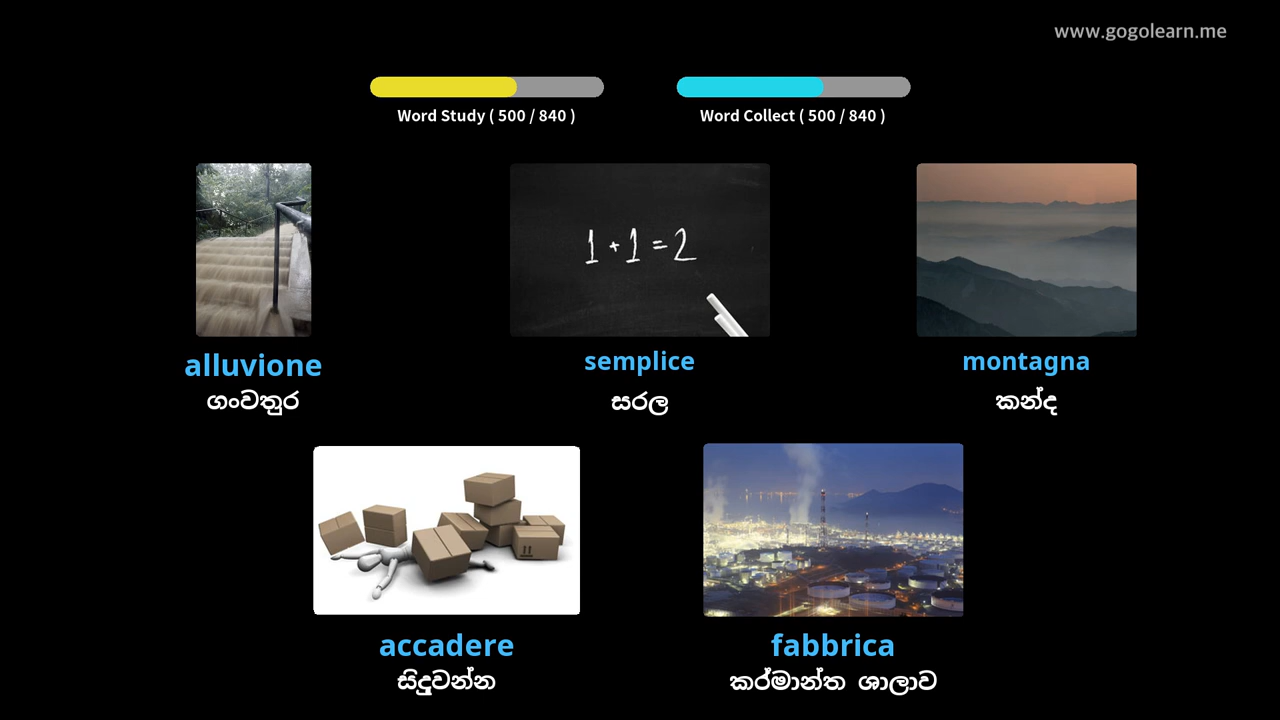 www.gogolearn.me
Word Study ( 500 / 840 )
Word Collect ( 500 / 840 )
1 + 1 = 2
alluvione
ගංවතුර
semplice
සරල
montagna
කන්ද
accadere
සිදුවන්න
fabbrica
කර්මාන්ත ශාලාව